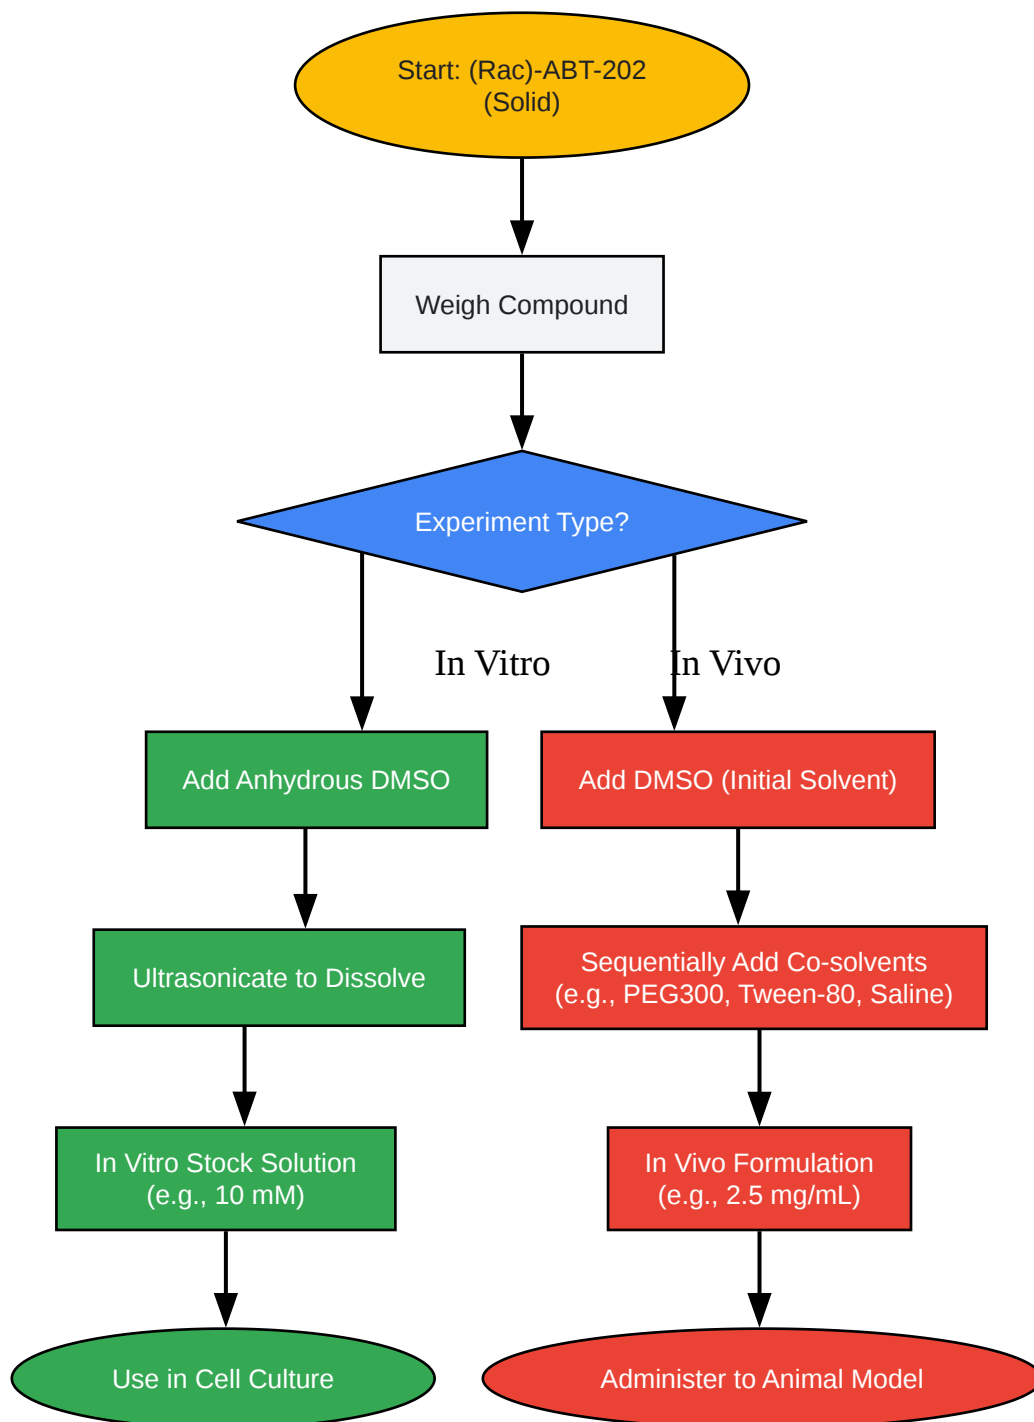 Start: (Rac)-ABT-202
(Solid)
Weigh Compound
Experiment Type?
In Vitro
In Vivo
Add Anhydrous DMSO
Add DMSO (Initial Solvent)
Ultrasonicate to Dissolve
Sequentially Add Co-solvents
(e.g., PEG300, Tween-80, Saline)
In Vitro Stock Solution
(e.g., 10 mM)
In Vivo Formulation
(e.g., 2.5 mg/mL)
Use in Cell Culture
Administer to Animal Model